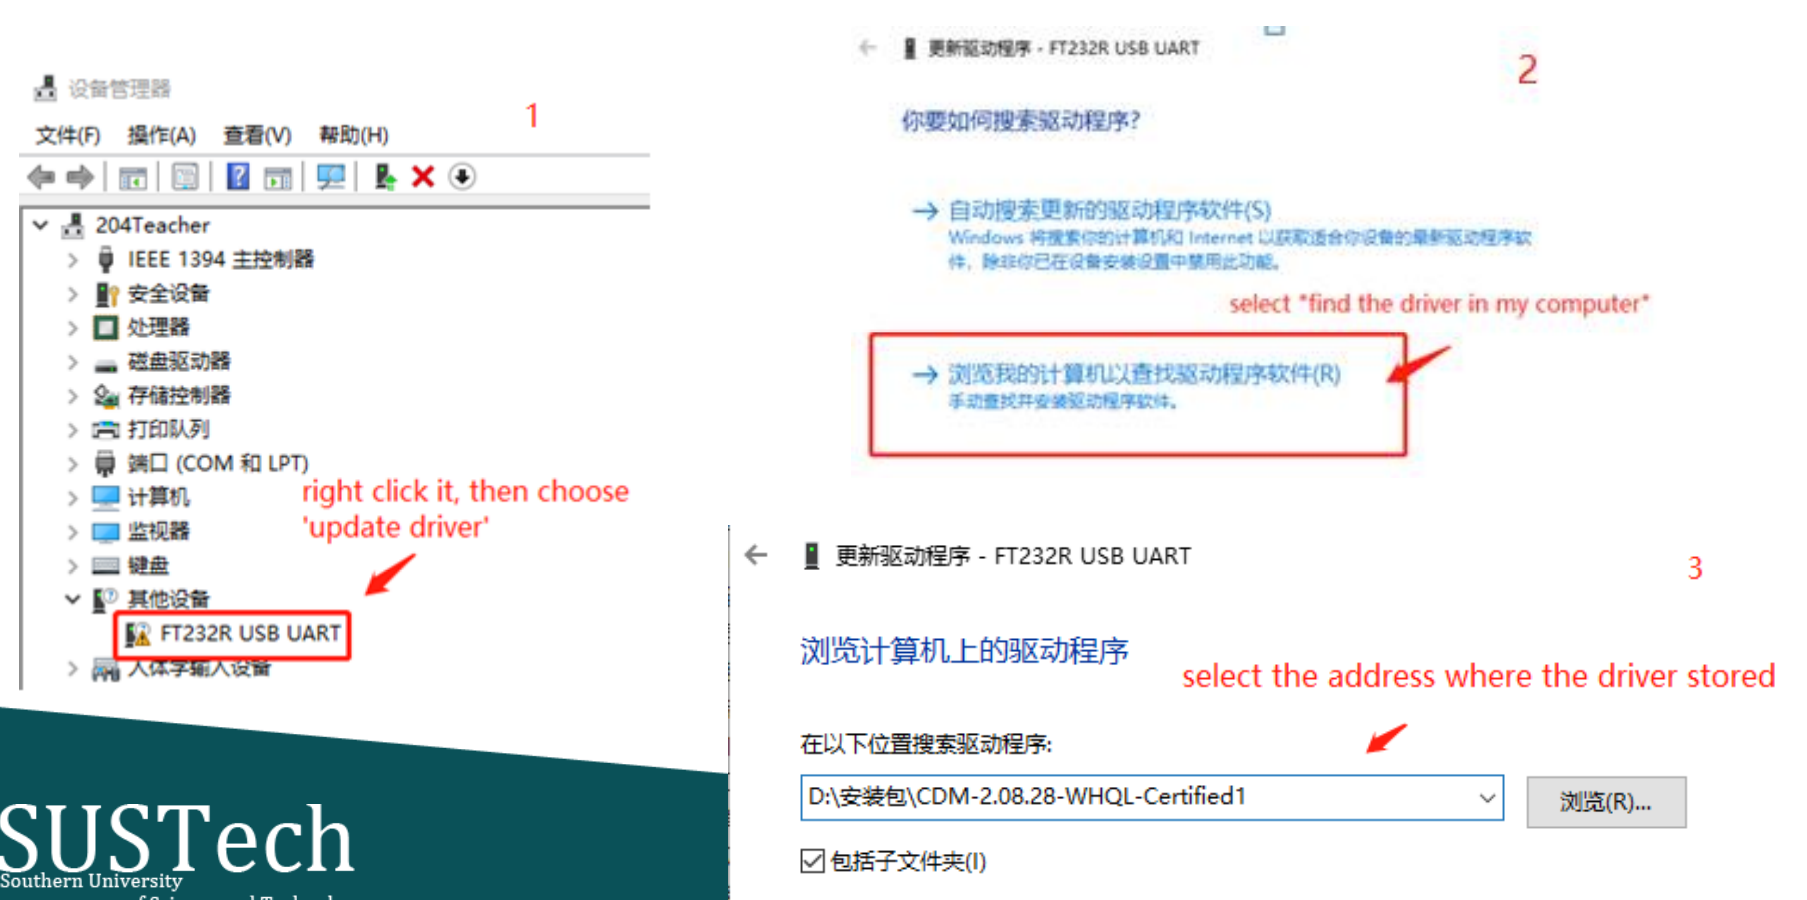 设备管理器
1
文件(F) 操作(A) 查看(V) 帮助(H)
204Teacher
IEEE 1394 主控制器
安全设备
处理器
磁盘驱动器
存储控制器
打印队列
端口 (COM 和 LPT)
计算机
监视器
键盘
其他设备
FT232R USB UART
人体学输入设备
right click it, then choose
'update driver'
更新驱动程序 - FT232R USB UART
2
你要如何搜索驱动程序?
自动搜索更新的驱动程序软件(S)
Windows 将搜索你的计算机和 Internet 以获取适合你设备的最新驱动程序软
件，除非你已在设备安装设置中禁用此功能。
select "find the driver in my computer"
浏览我的计算机以查找驱动程序软件(R)
手动查找并安装驱动程序软件。
更新驱动程序 - FT232R USB UART
3
浏览计算机上的驱动程序
select the address where the driver stored
在以下位置搜索驱动程序:
D:\安装包\CDM-2.08.28-WHQL-Certified1
浏览(R)...
包括子文件夹(I)
SUSTech
Southern University